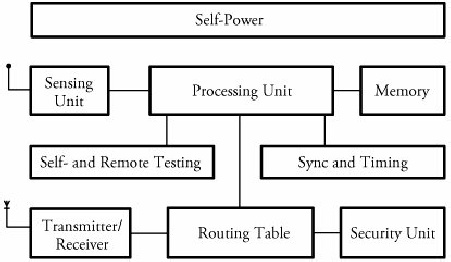 Self-Power
Sensing
Unit
Processing Unit
Memory
Self- and Remote Testing
Sync and Timing
Transmitter/
Receiver
Routing Table
Security Unit